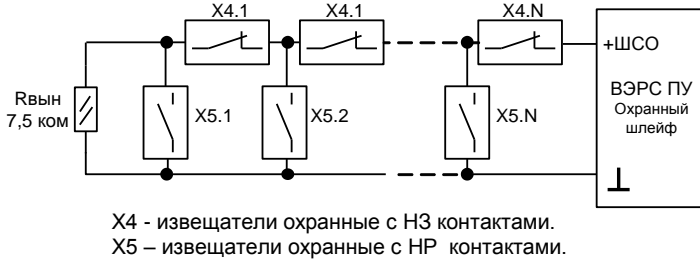 X4.1
X4.1
X4.N
+ШСО
ВЭРС ПУ
Охранный
шлейф
Rвын
7,5 ком
X5.1
X5.2
X5.N
X4 - извещатели охранные с НЗ контактами.
X5 – извещатели охранные с НР контактами.